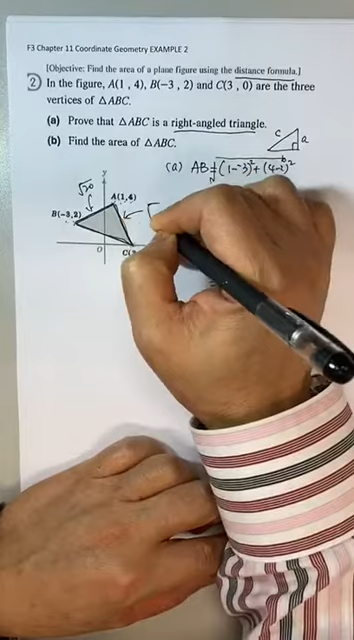 F3 Chapter 11 Coordinate Geometry EXAMPLE 2
[Objective: Find the area of a plane figure using the distance formula.]
2 In the figure, A(1 , 4), B(−3 , 2) and C(3 , 0) are the three
vertices of △ABC.
(a) Prove that △ABC is a right-angled triangle.
(b) Find the area of △ABC.
c a
b
(a) AB = √(1−−3)² + (4−2)²
y
√20
A(1,4)
B(−3,2)
O